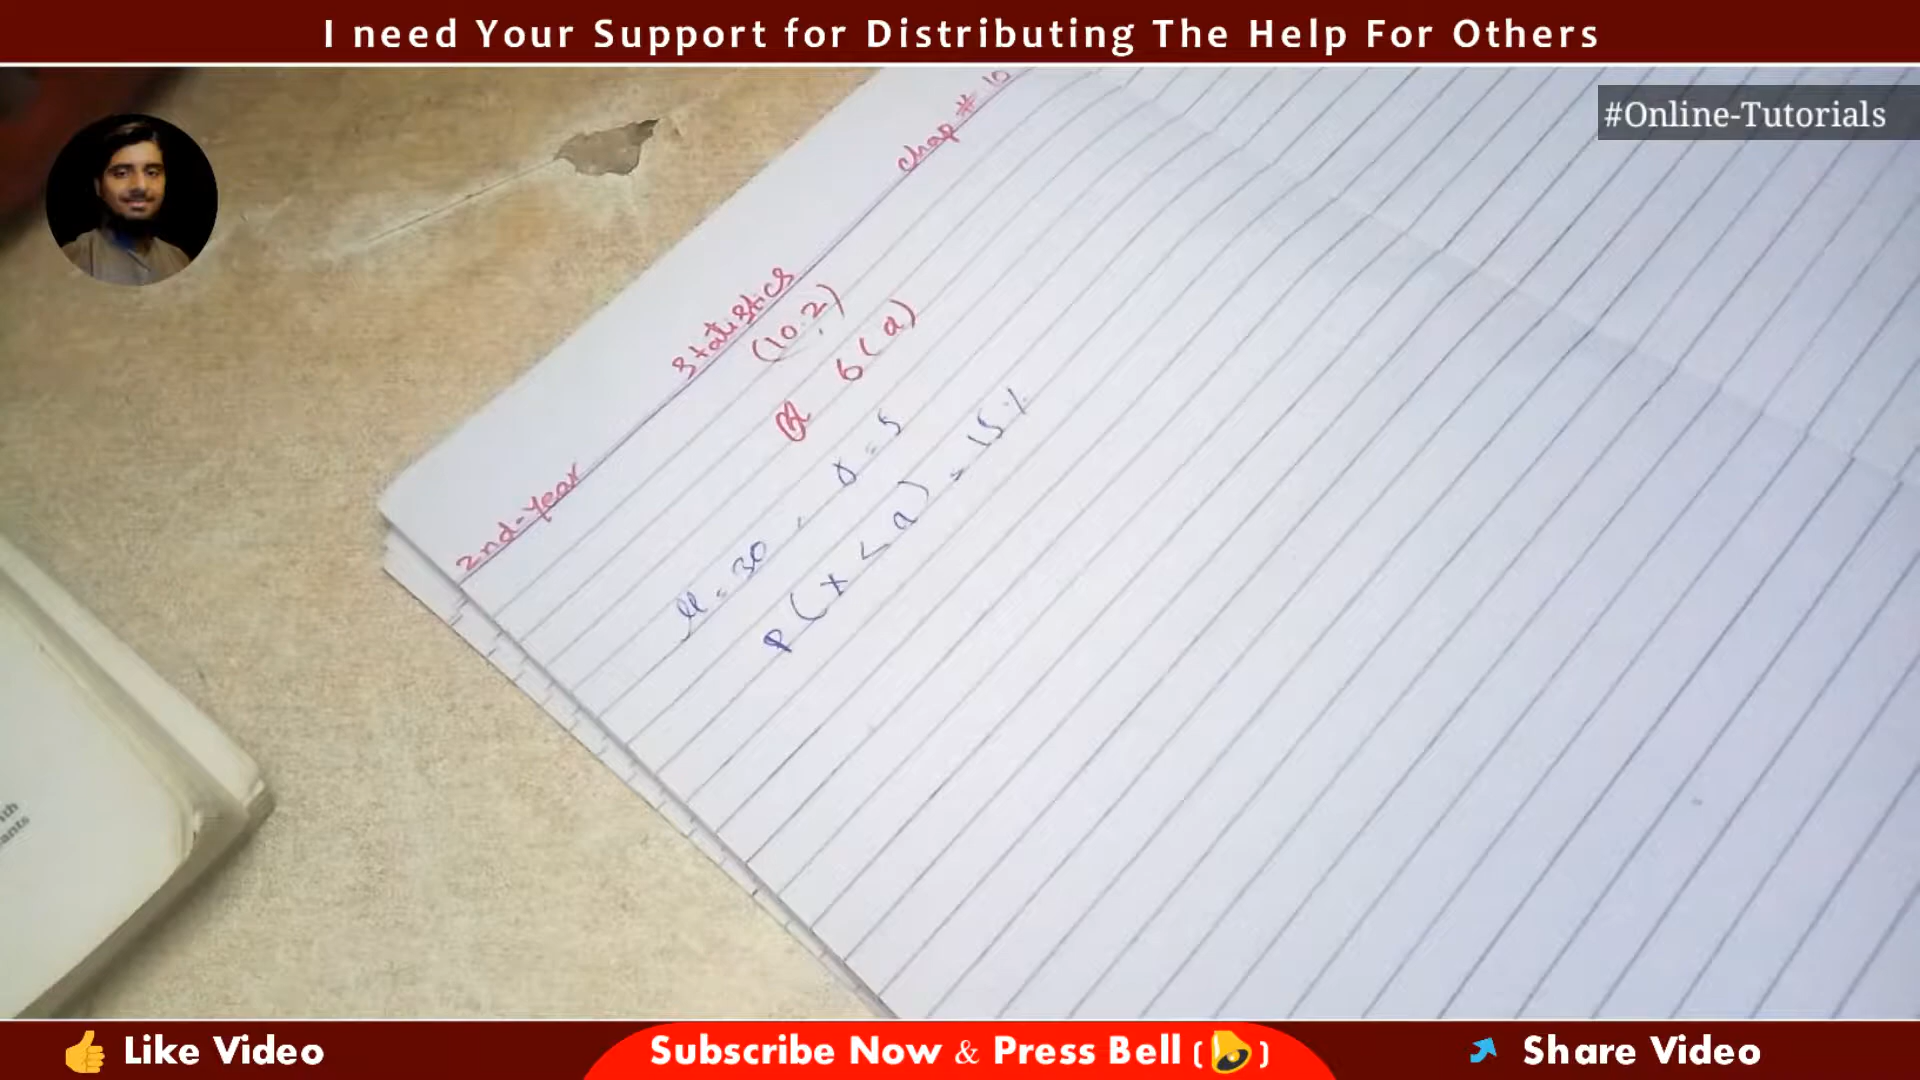 I need Your Support for Distributing The Help For Others
#Online-Tutorials
2nd-year Statistics Chap # 10
(10.2)
Q 6(a)
μ = 30, σ = 5
P(x < a) = 15%
Like Video
Subscribe Now & Press Bell ( )
Share Video